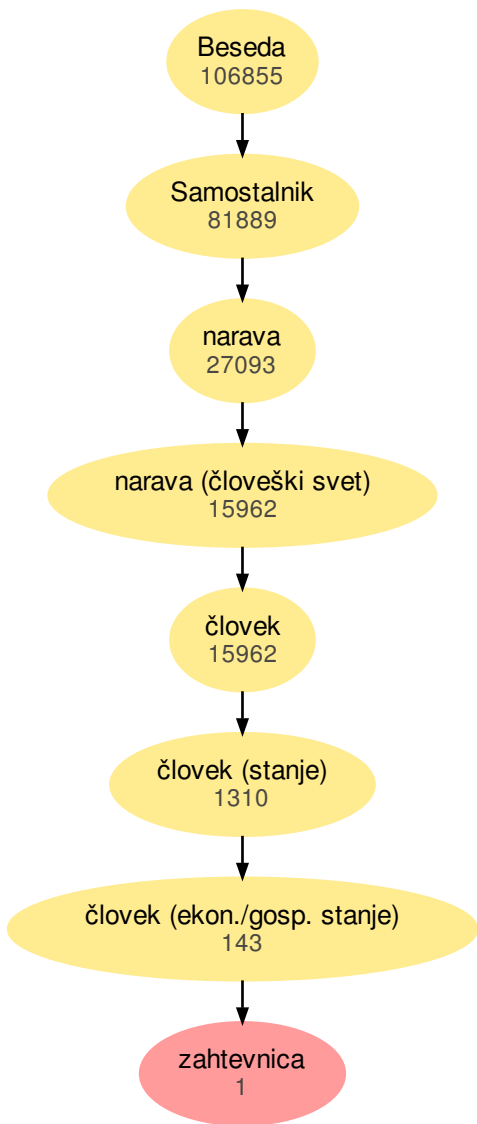 Beseda
106855
Samostalnik
81889
narava
27093
narava (človeški svet)
15962
človek
15962
človek (stanje)
1310
človek (ekon./gosp. stanje)
143
zahtevnica
1